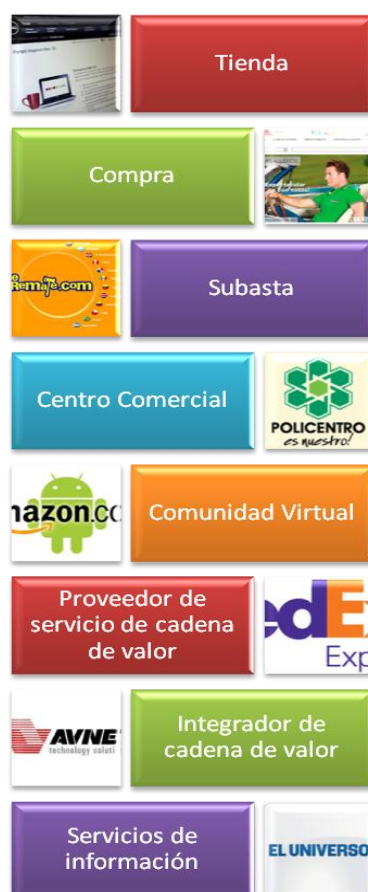 Tienda
Compra
Remate.com
Subasta
Centro Comercial
POLICENTRO
es nuestro!
mazon.co
Comunidad Virtual
Proveedor de
servicio de cadena
de valor
edEx
Exp
AVNE
technology soluti
Integrador de
cadena de valor
Servicios de
información
EL UNIVERSO